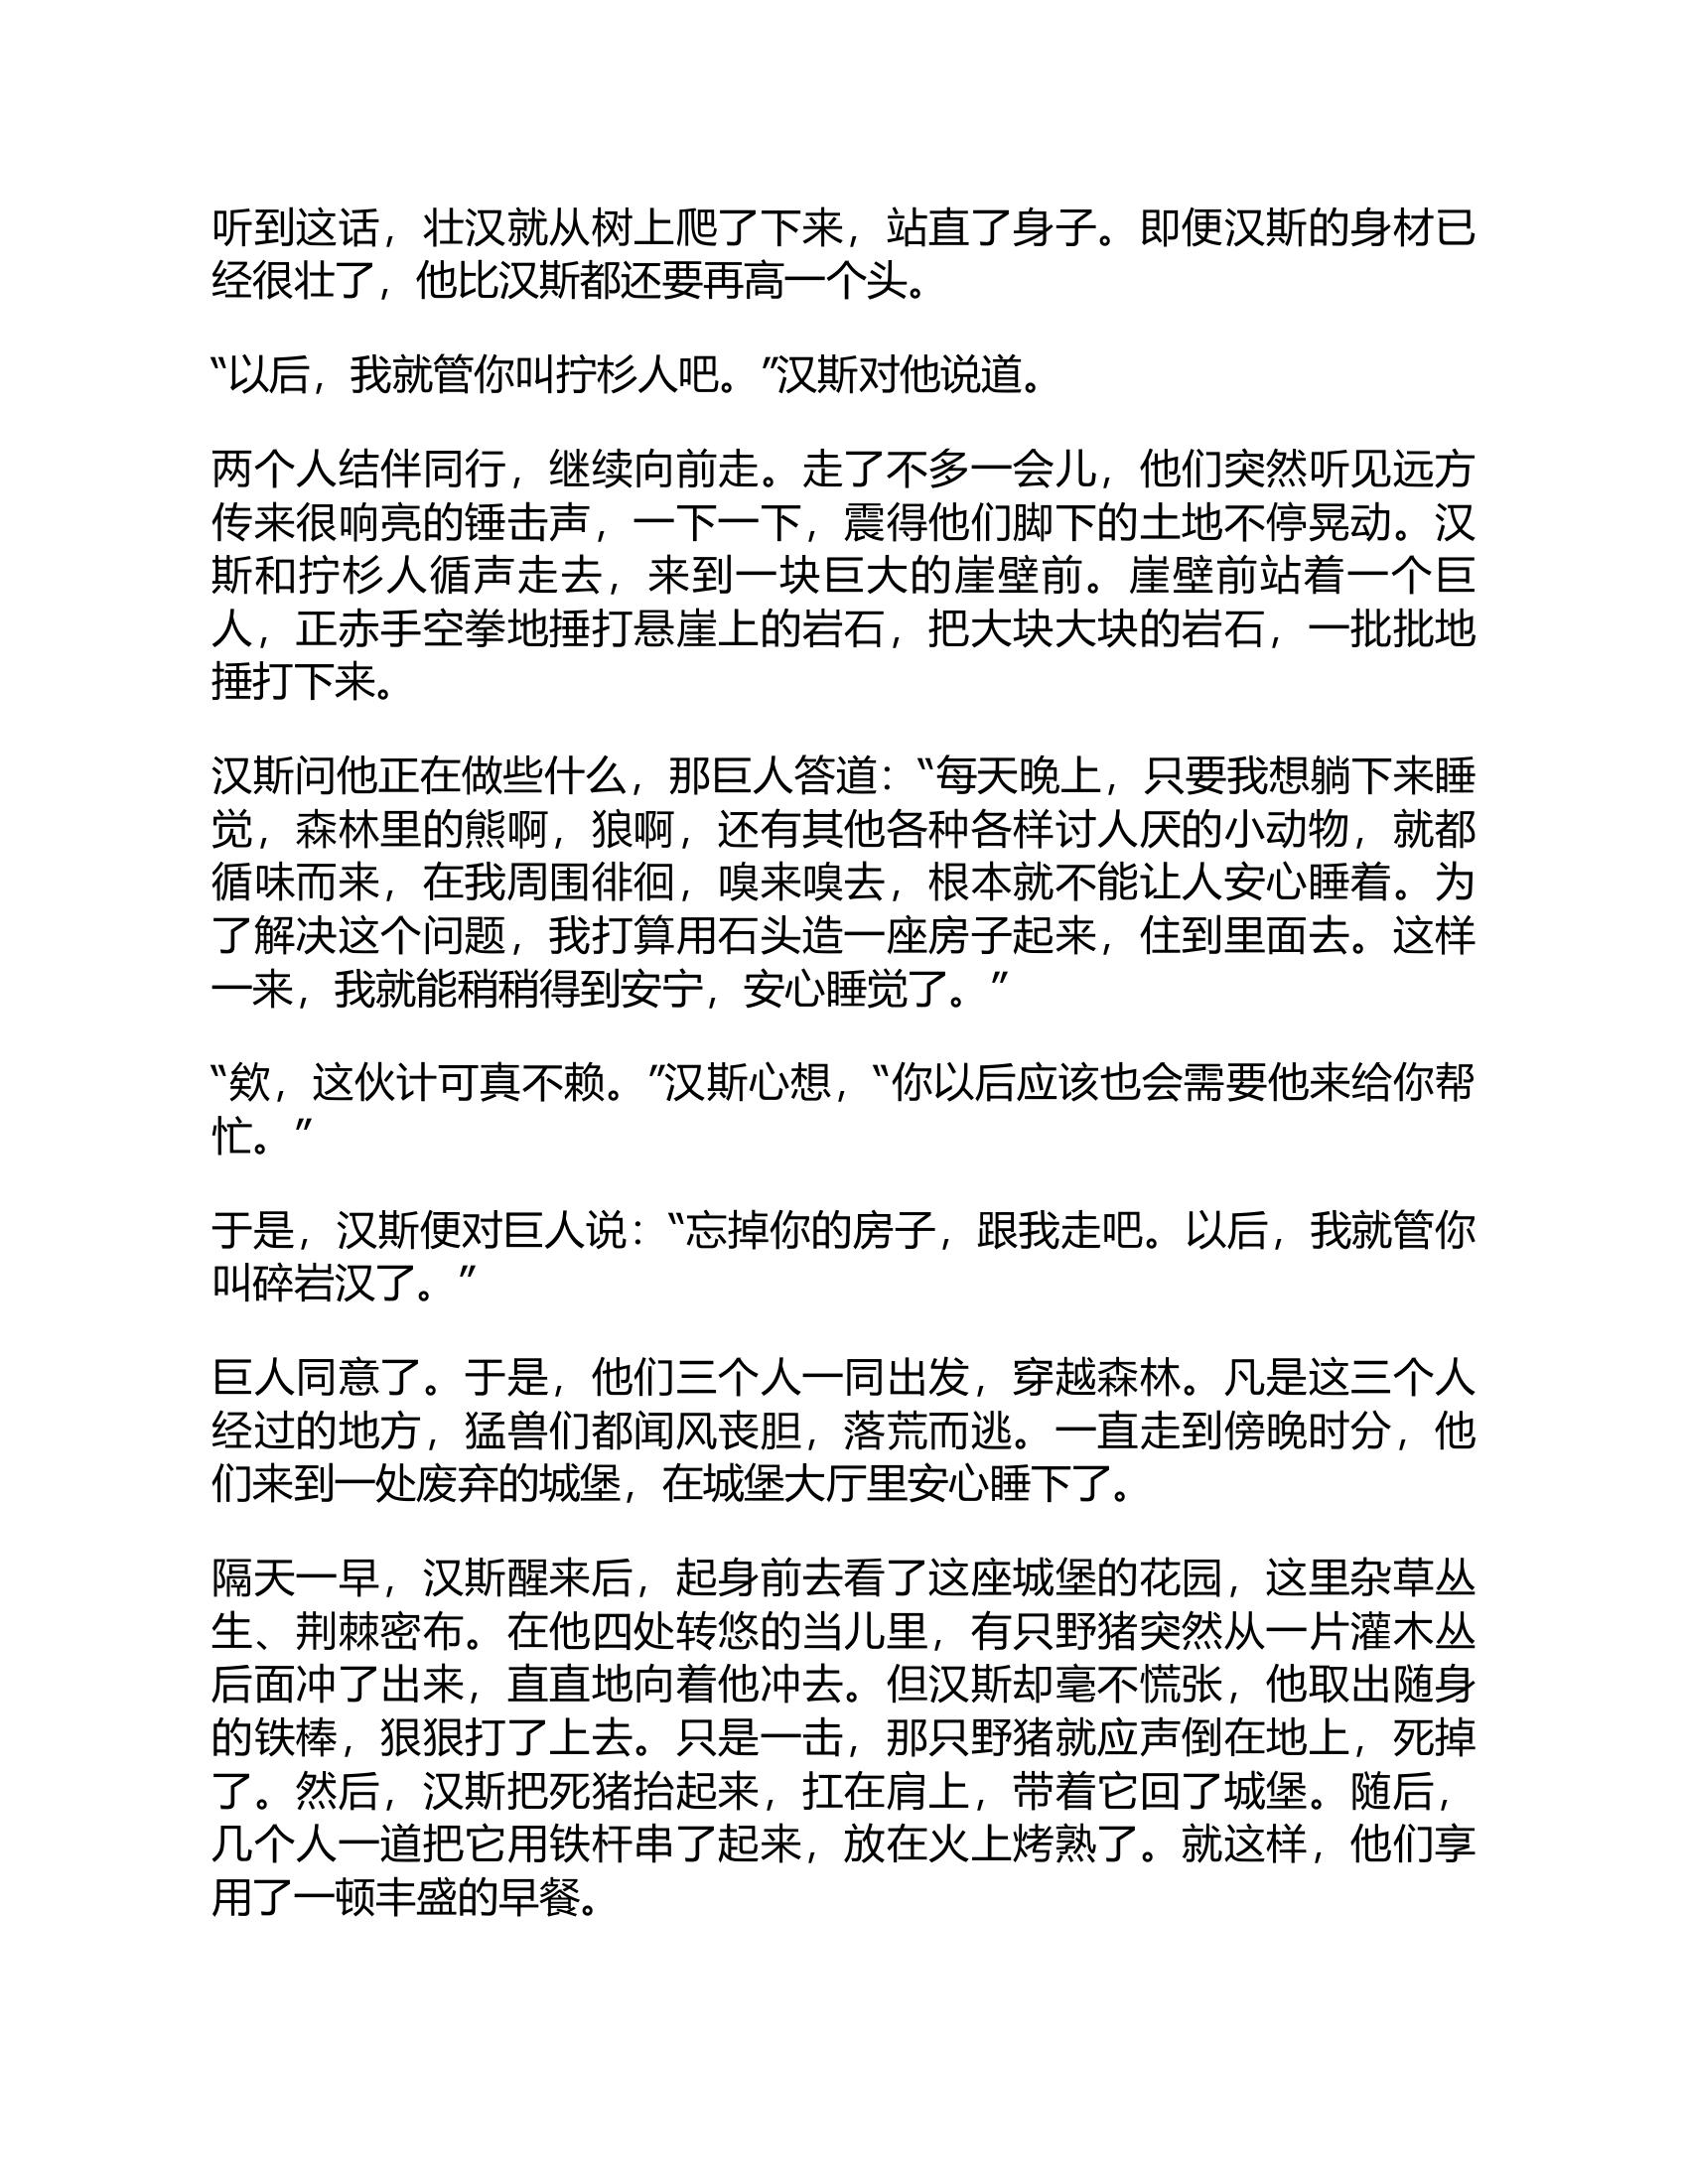 听到这话，壮汉就从树上爬了下来，站直了身子。即便汉斯的身材已
经很壮了，他比汉斯都还要再高一个头。
“以后，我就管你叫拧杉人吧。”汉斯对他说道。
两个人结伴同行，继续向前走。走了不多一会儿，他们突然听见远方
传来很响亮的锤击声，一下一下，震得他们脚下的土地不停晃动。汉
斯和拧杉人循声走去，来到一块巨大的崖壁前。崖壁前站着一个巨
人，正赤手空拳地捶打悬崖上的岩石，把大块大块的岩石，一批批地
捶打下来。
汉斯问他正在做些什么，那巨人答道：“每天晚上，只要我想躺下来睡
觉，森林里的熊啊，狼啊，还有其他各种各样讨人厌的小动物，就都
循味而来，在我周围徘徊，嗅来嗅去，根本就不能让人安心睡着。为
了解决这个问题，我打算用石头造一座房子起来，住到里面去。这样
一来，我就能稍稍得到安宁，安心睡觉了。”
“欸，这伙计可真不赖。”汉斯心想，“你以后应该也会需要他来给你帮
忙。”
于是，汉斯便对巨人说：“忘掉你的房子，跟我走吧。以后，我就管你
叫碎岩汉了。”
巨人同意了。于是，他们三个人一同出发，穿越森林。凡是这三个人
经过的地方，猛兽们都闻风丧胆，落荒而逃。一直走到傍晚时分，他
们来到一处废弃的城堡，在城堡大厅里安心睡下了。
隔天一早，汉斯醒来后，起身前去看了这座城堡的花园，这里杂草丛
生、荆棘密布。在他四处转悠的当儿里，有只野猪突然从一片灌木丛
后面冲了出来，直直地向着他冲去。但汉斯却毫不慌张，他取出随身
的铁棒，狠狠打了上去。只是一击，那只野猪就应声倒在地上，死掉
了。然后，汉斯把死猪抬起来，扛在肩上，带着它回了城堡。随后，
几个人一道把它用铁杆串了起来，放在火上烤熟了。就这样，他们享
用了一顿丰盛的早餐。